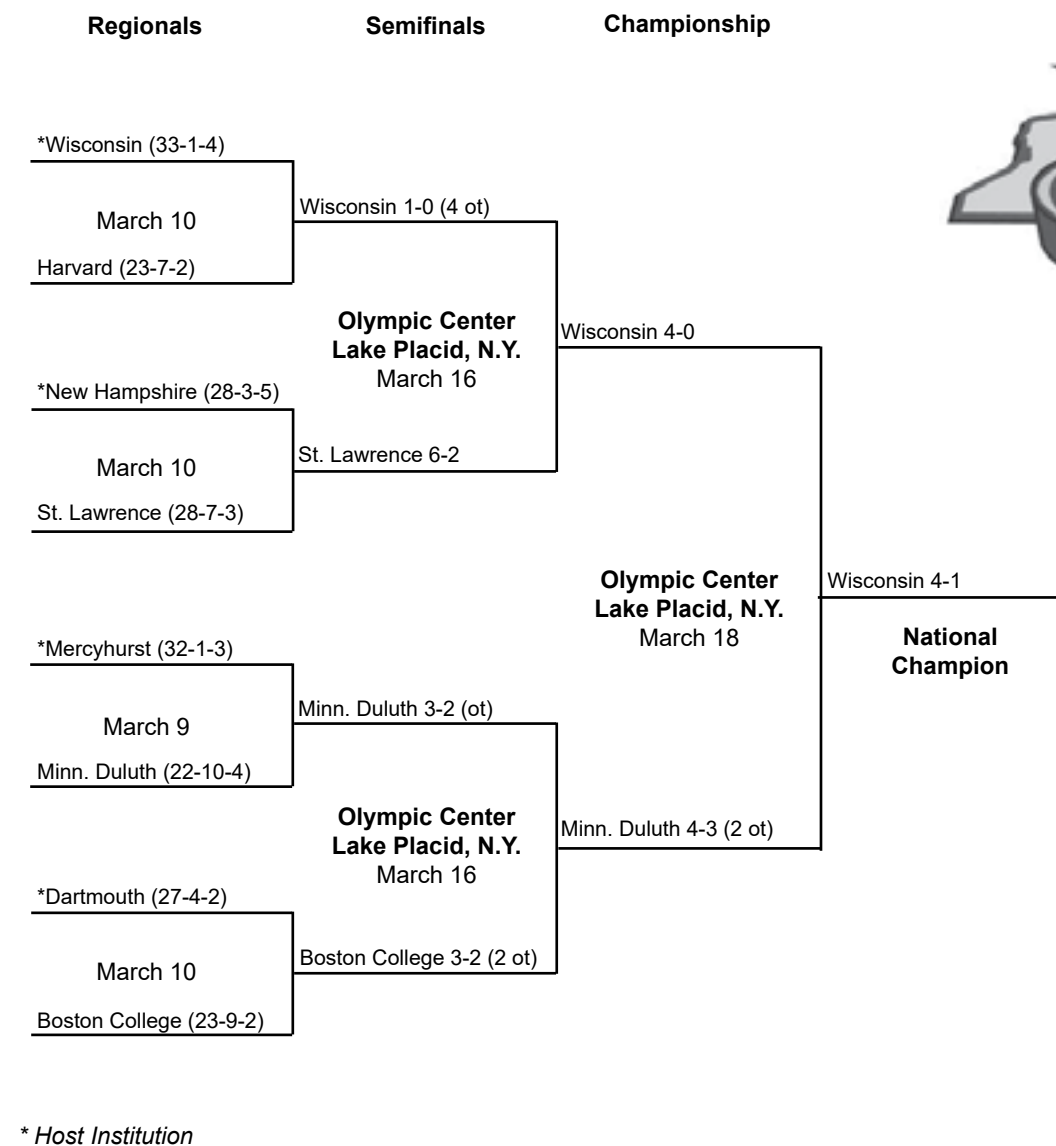 Regionals
Semifinals
Championship
*Wisconsin (33-1-4)
March 10
Harvard (23-7-2)
Wisconsin 1-0 (4 ot)
Olympic Center
Lake Placid, N.Y.
March 16
*New Hampshire (28-3-5)
March 10
St. Lawrence (28-7-3)
St. Lawrence 6-2
Wisconsin 4-0
Olympic Center
Lake Placid, N.Y.
March 18
Wisconsin 4-1
National
Champion
*Mercyhurst (32-1-3)
March 9
Minn. Duluth (22-10-4)
Minn. Duluth 3-2 (ot)
Olympic Center
Lake Placid, N.Y.
March 16
Minn. Duluth 4-3 (2 ot)
*Dartmouth (27-4-2)
March 10
Boston College (23-9-2)
Boston College 3-2 (2 ot)
* Host Institution